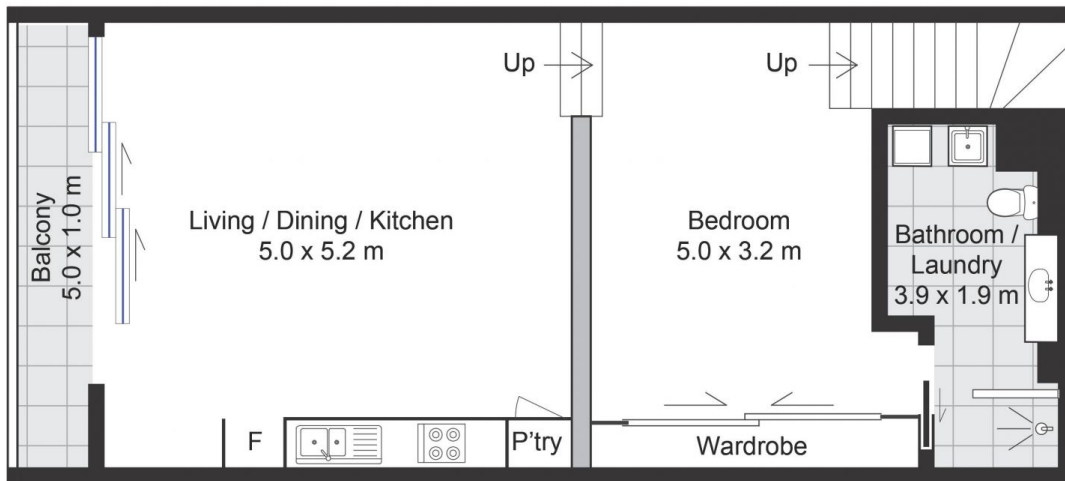 Up
Up
Balcony
5.0 x 1.0 m
Living / Dining / Kitchen
5.0 x 5.2 m
Bedroom
5.0 x 3.2 m
Bathroom /
Laundry
3.9 x 1.9 m
F
P'try
Wardrobe